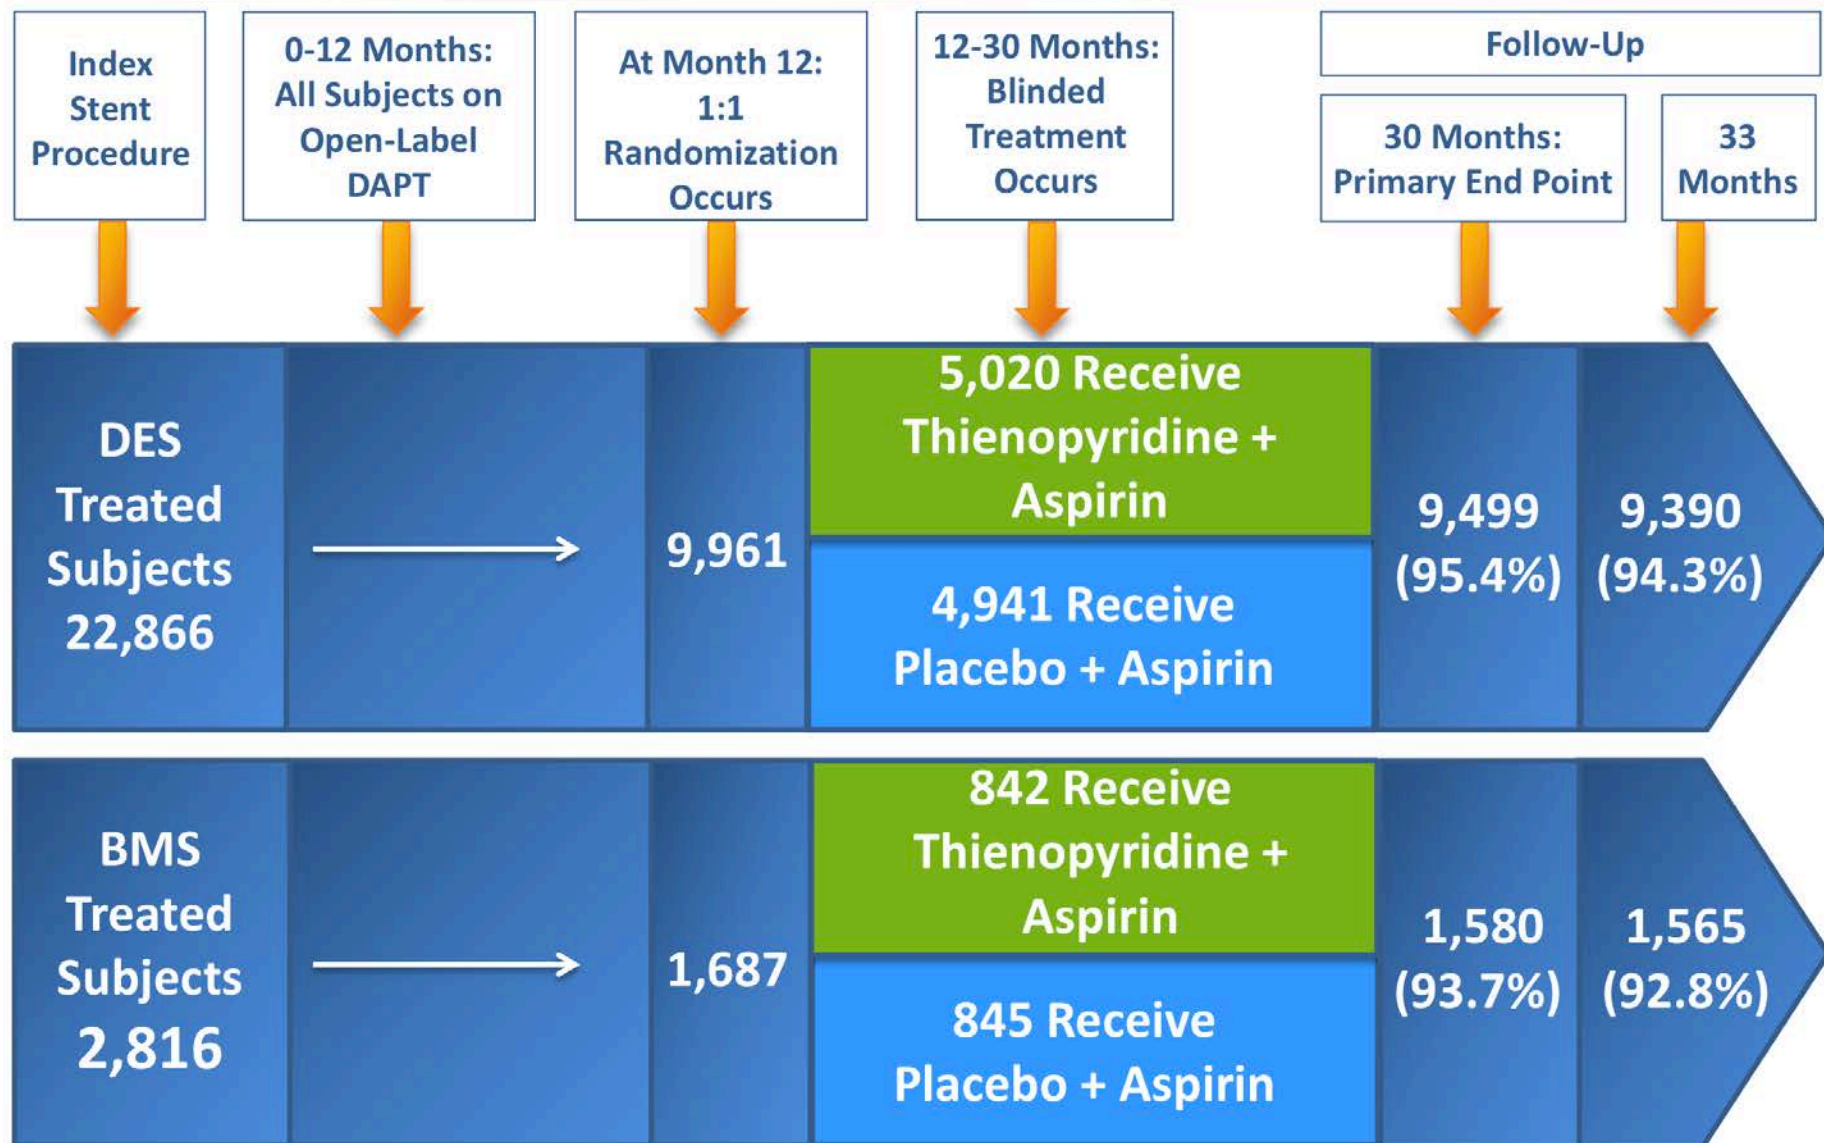 Index
Stent
Procedure
0-12 Months:
All Subjects on
Open-Label
DAPT
At Month 12:
1:1
Randomization
Occurs
12-30 Months:
Blinded
Treatment
Occurs
Follow-Up
30 Months:
Primary End Point
33
Months
DES
Treated
Subjects
22,866
9,961
5,020 Receive
Thienopyridine +
Aspirin
4,941 Receive
Placebo + Aspirin
9,499
(95.4%)
9,390
(94.3%)
BMS
Treated
Subjects
2,816
1,687
842 Receive
Thienopyridine +
Aspirin
845 Receive
Placebo + Aspirin
1,580
(93.7%)
1,565
(92.8%)